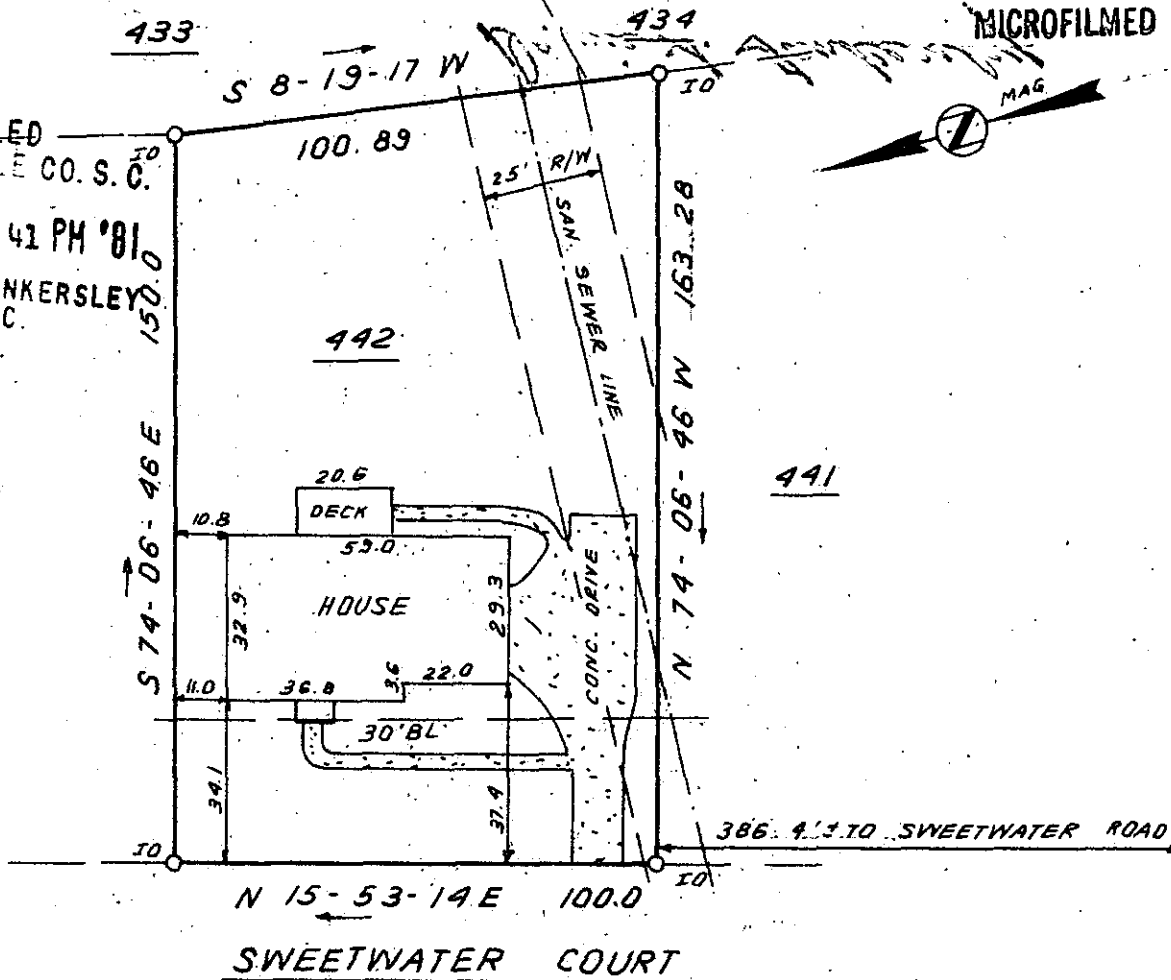 433
434
MICROFILMED
S 8-19-17 W
IO
MAG.
ED
IO
CO. S. C.
100.89
25' R/W
41 PM '81
NKERSLEY
C.
150.0
SAN. SEWER LINE
163.28
442
S 74-06-46 E
N 74-06-46 W
441
20.6
DECK
10.8
59.0
HOUSE
32.9
29.3
CONC. DRIVE
11.0
36.8
3.6
22.0
30' BL
34.1
37.4
386.4'± TO SWEETWATER ROAD
IO
IO
N 15-53-14 E 100.0
SWEETWATER COURT